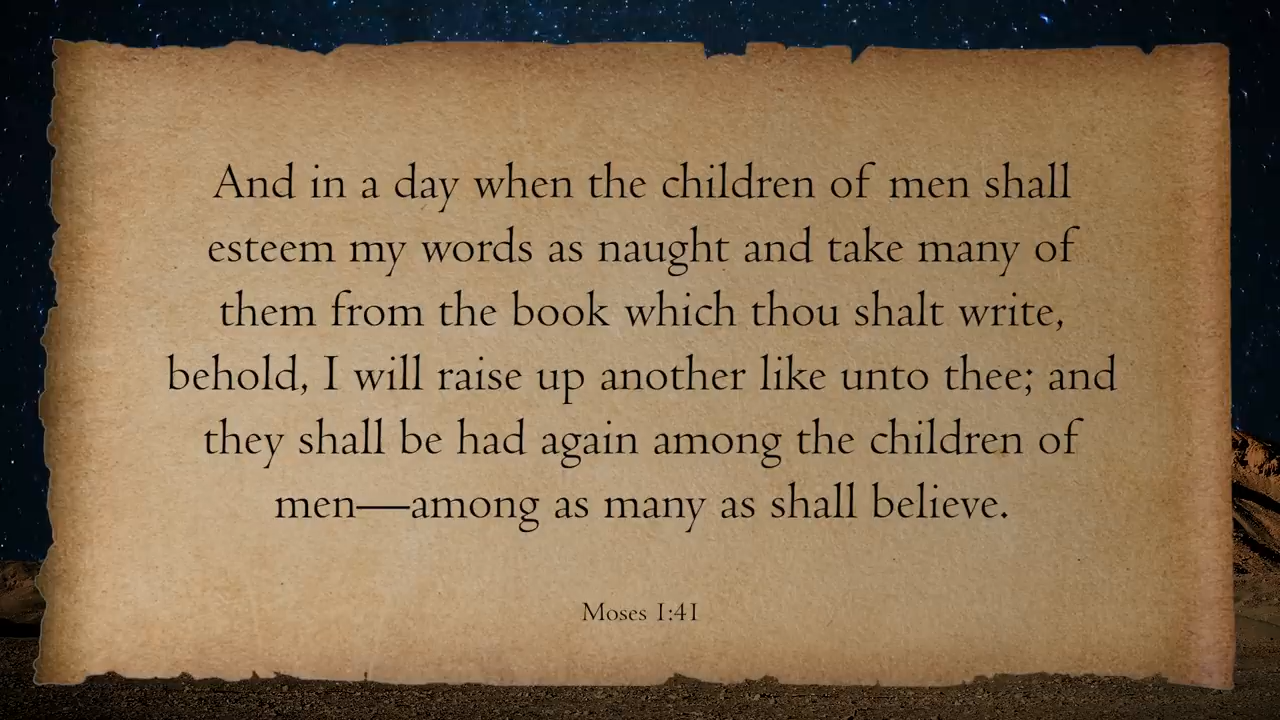 And in a day when the children of men shall
esteem my words as naught and take many of
them from the book which thou shalt write,
behold, I will raise up another like unto thee; and
they shall be had again among the children of
men—among as many as shall believe.
Moses 1:41